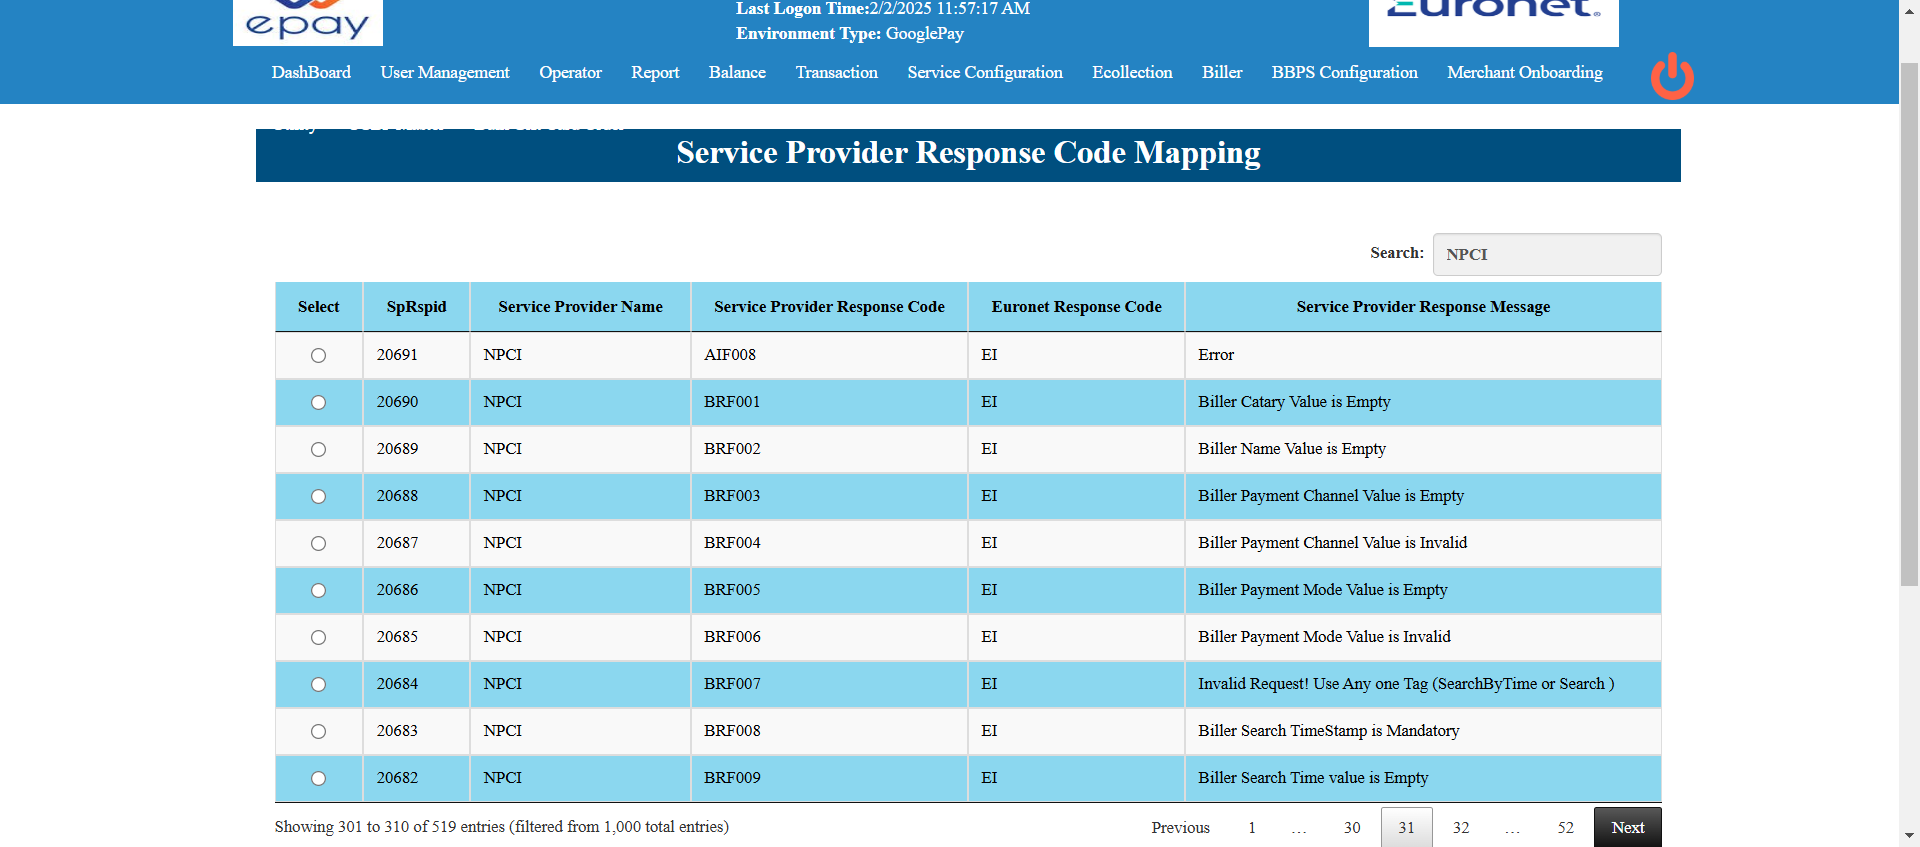 epay
Last Logon Time:2/2/2025 11:57:17 AM
Euronet®
Environment Type: GooglePay
DashBoard User Management Operator Report Balance Transaction Service Configuration Ecollection Biller BBPS Configuration Merchant Onboarding
Service Provider Response Code Mapping
Search: NPCI
Select SpRspid Service Provider Name Service Provider Response Code Euronet Response Code Service Provider Response Message
20691 NPCI AIF008 EI Error
20690 NPCI BRF001 EI Biller Catary Value is Empty
20689 NPCI BRF002 EI Biller Name Value is Empty
20688 NPCI BRF003 EI Biller Payment Channel Value is Empty
20687 NPCI BRF004 EI Biller Payment Channel Value is Invalid
20686 NPCI BRF005 EI Biller Payment Mode Value is Empty
20685 NPCI BRF006 EI Biller Payment Mode Value is Invalid
20684 NPCI BRF007 EI Invalid Request! Use Any one Tag (SearchByTime or Search )
20683 NPCI BRF008 EI Biller Search TimeStamp is Mandatory
20682 NPCI BRF009 EI Biller Search Time value is Empty
Showing 301 to 310 of 519 entries (filtered from 1,000 total entries)
Previous 1 … 30 31 32 … 52 Next